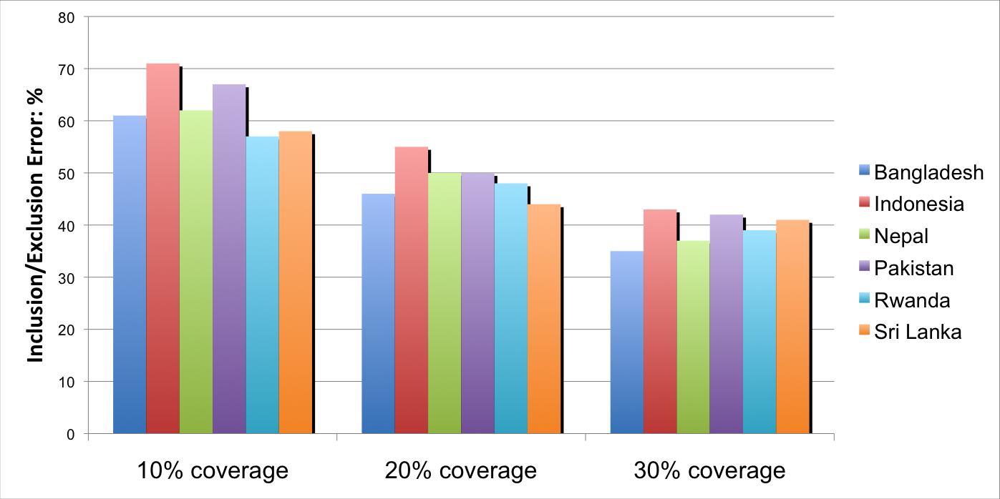 80
70
60
50
40
30
20
10
0
Inclusion/Exclusion Error: %
10% coverage
20% coverage
30% coverage
Bangladesh
Indonesia
Nepal
Pakistan
Rwanda
Sri Lanka